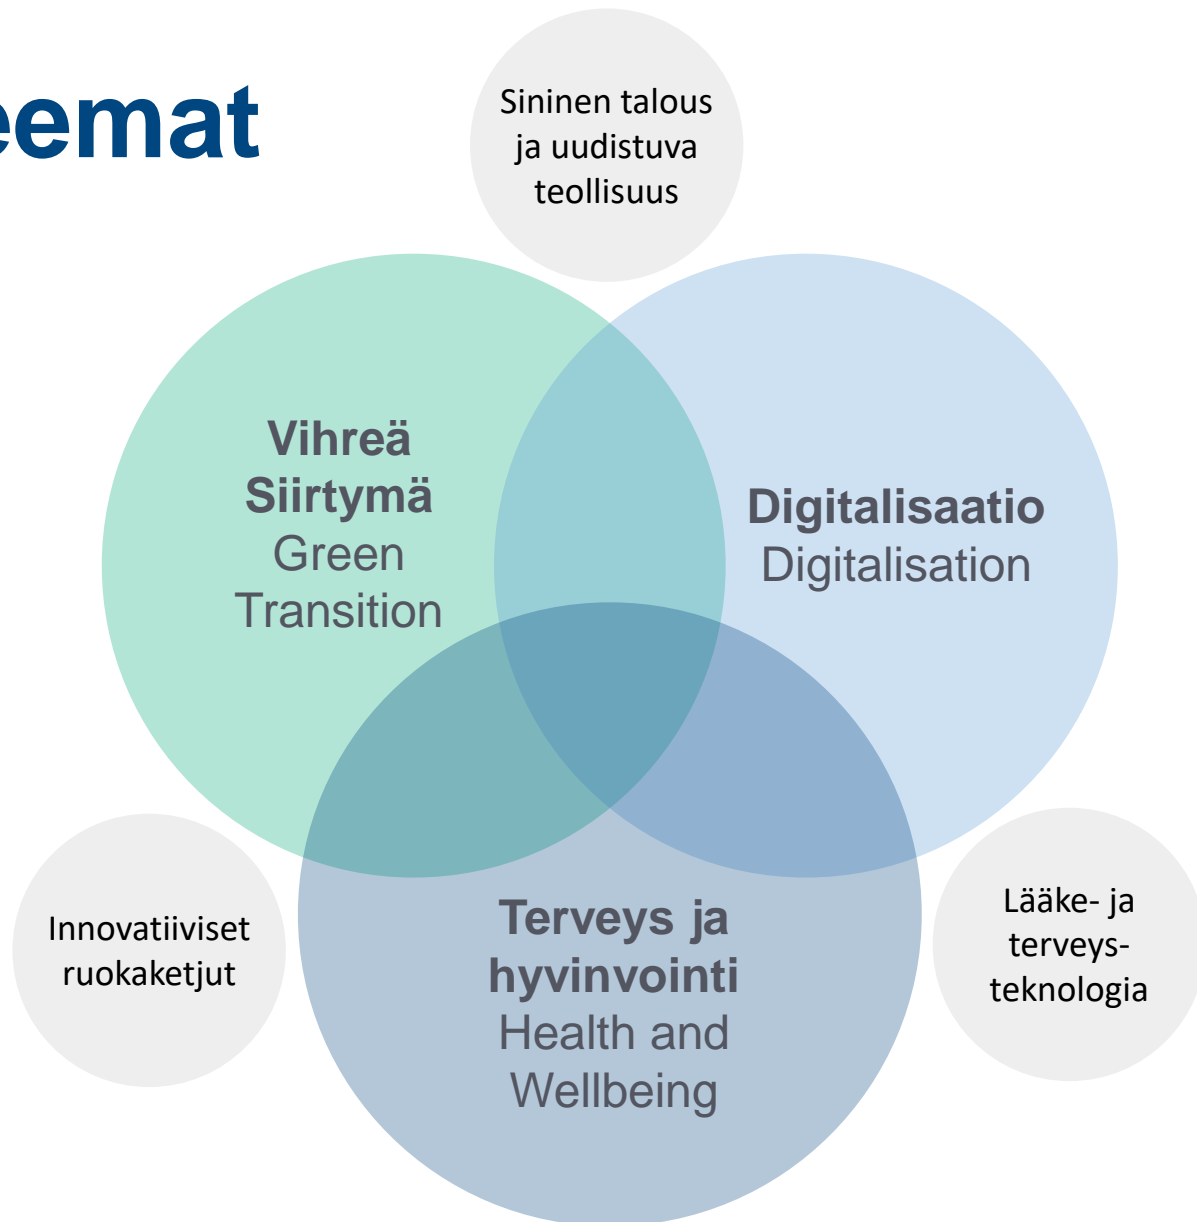 eemat
Sininen talous
ja uudistuva
teollisuus
Vihreä
Siirtymä
Green
Transition
Digitalisaatio
Digitalisation
Innovatiiviset
ruokaketjut
Terveys ja
hyvinvointi
Health and
Wellbeing
Lääke- ja
terveys-
teknologia